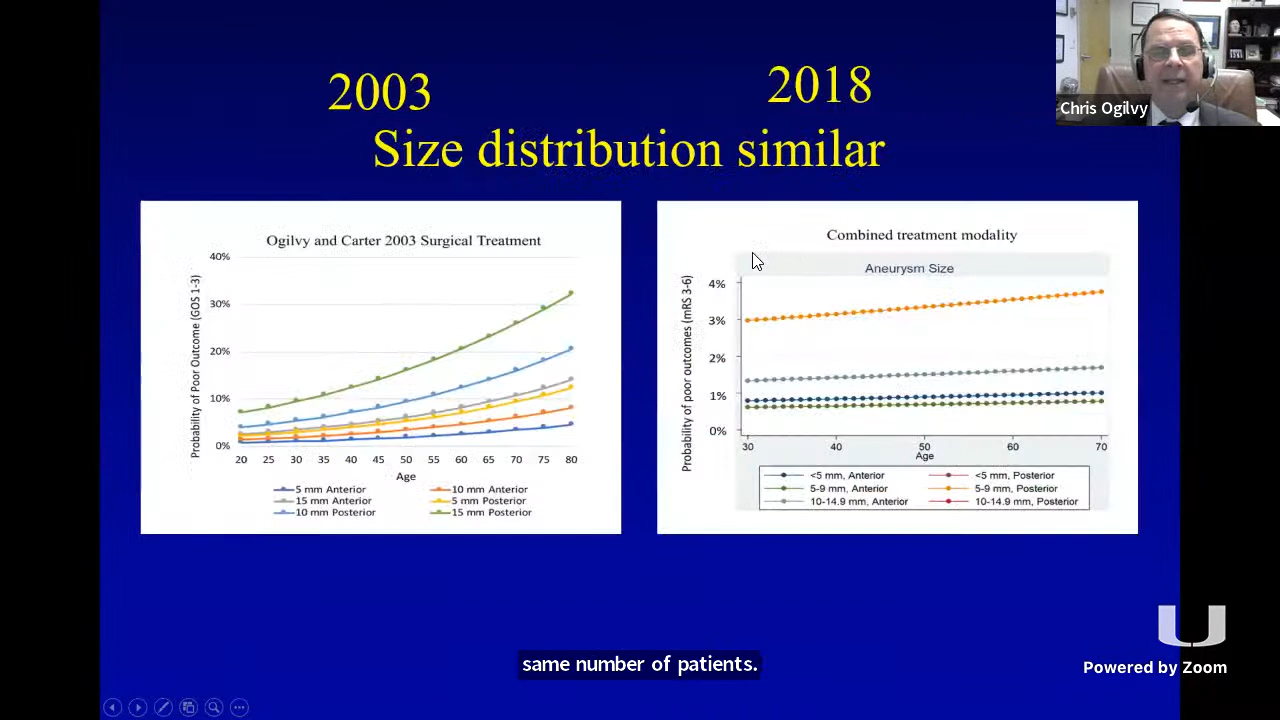 2003
2018
Size distribution similar
Chris Ogilvy
Ogilvy and Carter 2003 Surgical Treatment
Probability of Poor Outcome (GOS 1-3)
40%
30%
20%
10%
0%
20 25 30 35 40 45 50 55 60 65 70 75 80
Age
5 mm Anterior 10 mm Anterior
15 mm Anterior 5 mm Posterior
10 mm Posterior 15 mm Posterior
Combined treatment modality
Aneurysm Size
Probability of poor outcomes (mRS 3-6)
4%
3%
2%
1%
0%
30 40 50 60 70
Age
<5 mm, Anterior <5 mm, Posterior
5-9 mm, Anterior 5-9 mm, Posterior
10-14.9 mm, Anterior 10-14.9 mm, Posterior
same number of patients.
U
Powered by Zoom